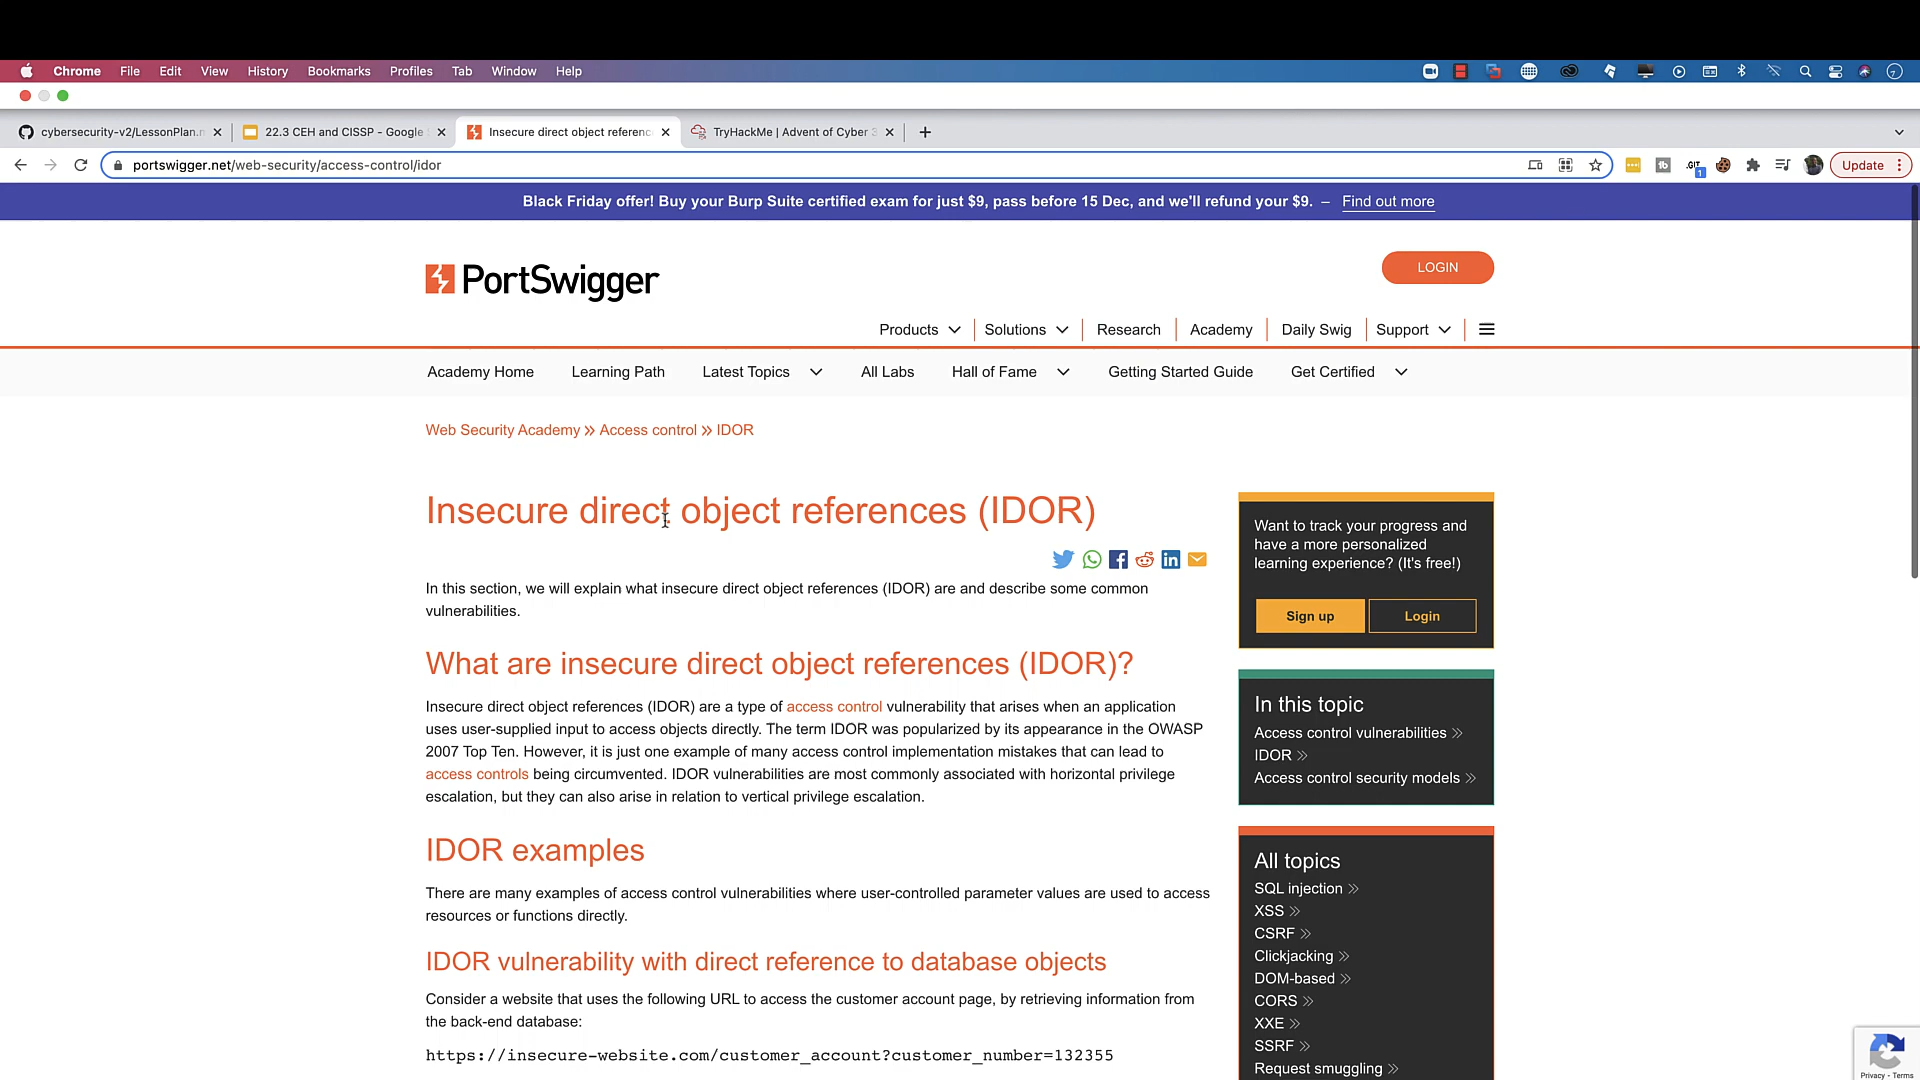 Chrome File Edit View History Bookmarks Profiles Tab Window Help
cybersecurity-v2/LessonPlan.m
22.3 CEH and CISSP - Google
Insecure direct object referenc
TryHackMe | Advent of Cyber 3
portswigger.net/web-security/access-control/idor
Update
Black Friday offer! Buy your Burp Suite certified exam for just $9, pass before 15 Dec, and we'll refund your $9. – Find out more
PortSwigger
LOGIN
Products Solutions Research Academy Daily Swig Support
Academy Home Learning Path Latest Topics All Labs Hall of Fame Getting Started Guide Get Certified
Web Security Academy » Access control » IDOR
Insecure direct object references (IDOR)
In this section, we will explain what insecure direct object references (IDOR) are and describe some common
vulnerabilities.
What are insecure direct object references (IDOR)?
Insecure direct object references (IDOR) are a type of access control vulnerability that arises when an application
uses user-supplied input to access objects directly. The term IDOR was popularized by its appearance in the OWASP
2007 Top Ten. However, it is just one example of many access control implementation mistakes that can lead to
access controls being circumvented. IDOR vulnerabilities are most commonly associated with horizontal privilege
escalation, but they can also arise in relation to vertical privilege escalation.
IDOR examples
There are many examples of access control vulnerabilities where user-controlled parameter values are used to access
resources or functions directly.
IDOR vulnerability with direct reference to database objects
Consider a website that uses the following URL to access the customer account page, by retrieving information from
the back-end database:
https://insecure-website.com/customer_account?customer_number=132355
Want to track your progress and
have a more personalized
learning experience? (It's free!)
Sign up Login
In this topic
Access control vulnerabilities »
IDOR »
Access control security models »
All topics
SQL injection »
XSS »
CSRF »
Clickjacking »
DOM-based »
CORS »
XXE »
SSRF »
Request smuggling »
Privacy - Terms